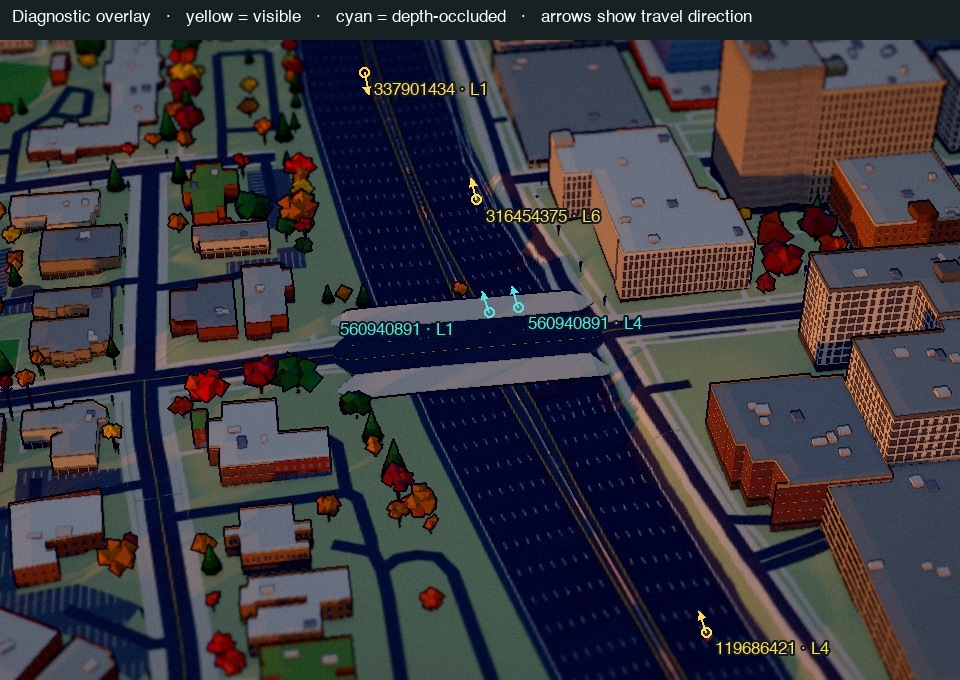 Diagnostic overlay · yellow = visible · cyan = depth-occluded · arrows show travel direction
337901434 · L1
316454375 · L6
560940891 · L1
560940891 · L4
119686421 · L4